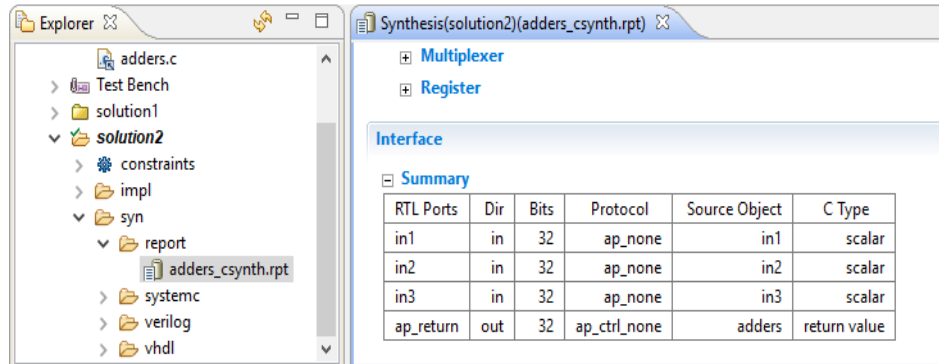 Explorer
adders.c
Test Bench
solution1
solution2
constraints
impl
syn
report
adders_csynth.rpt
systemc
verilog
vhdl
Synthesis(solution2)(adders_csynth.rpt)
Multiplexer
Register
Interface
Summary
RTL Ports Dir Bits Protocol Source Object C Type
in1 in 32 ap_none in1 scalar
in2 in 32 ap_none in2 scalar
in3 in 32 ap_none in3 scalar
ap_return out 32 ap_ctrl_none adders return value